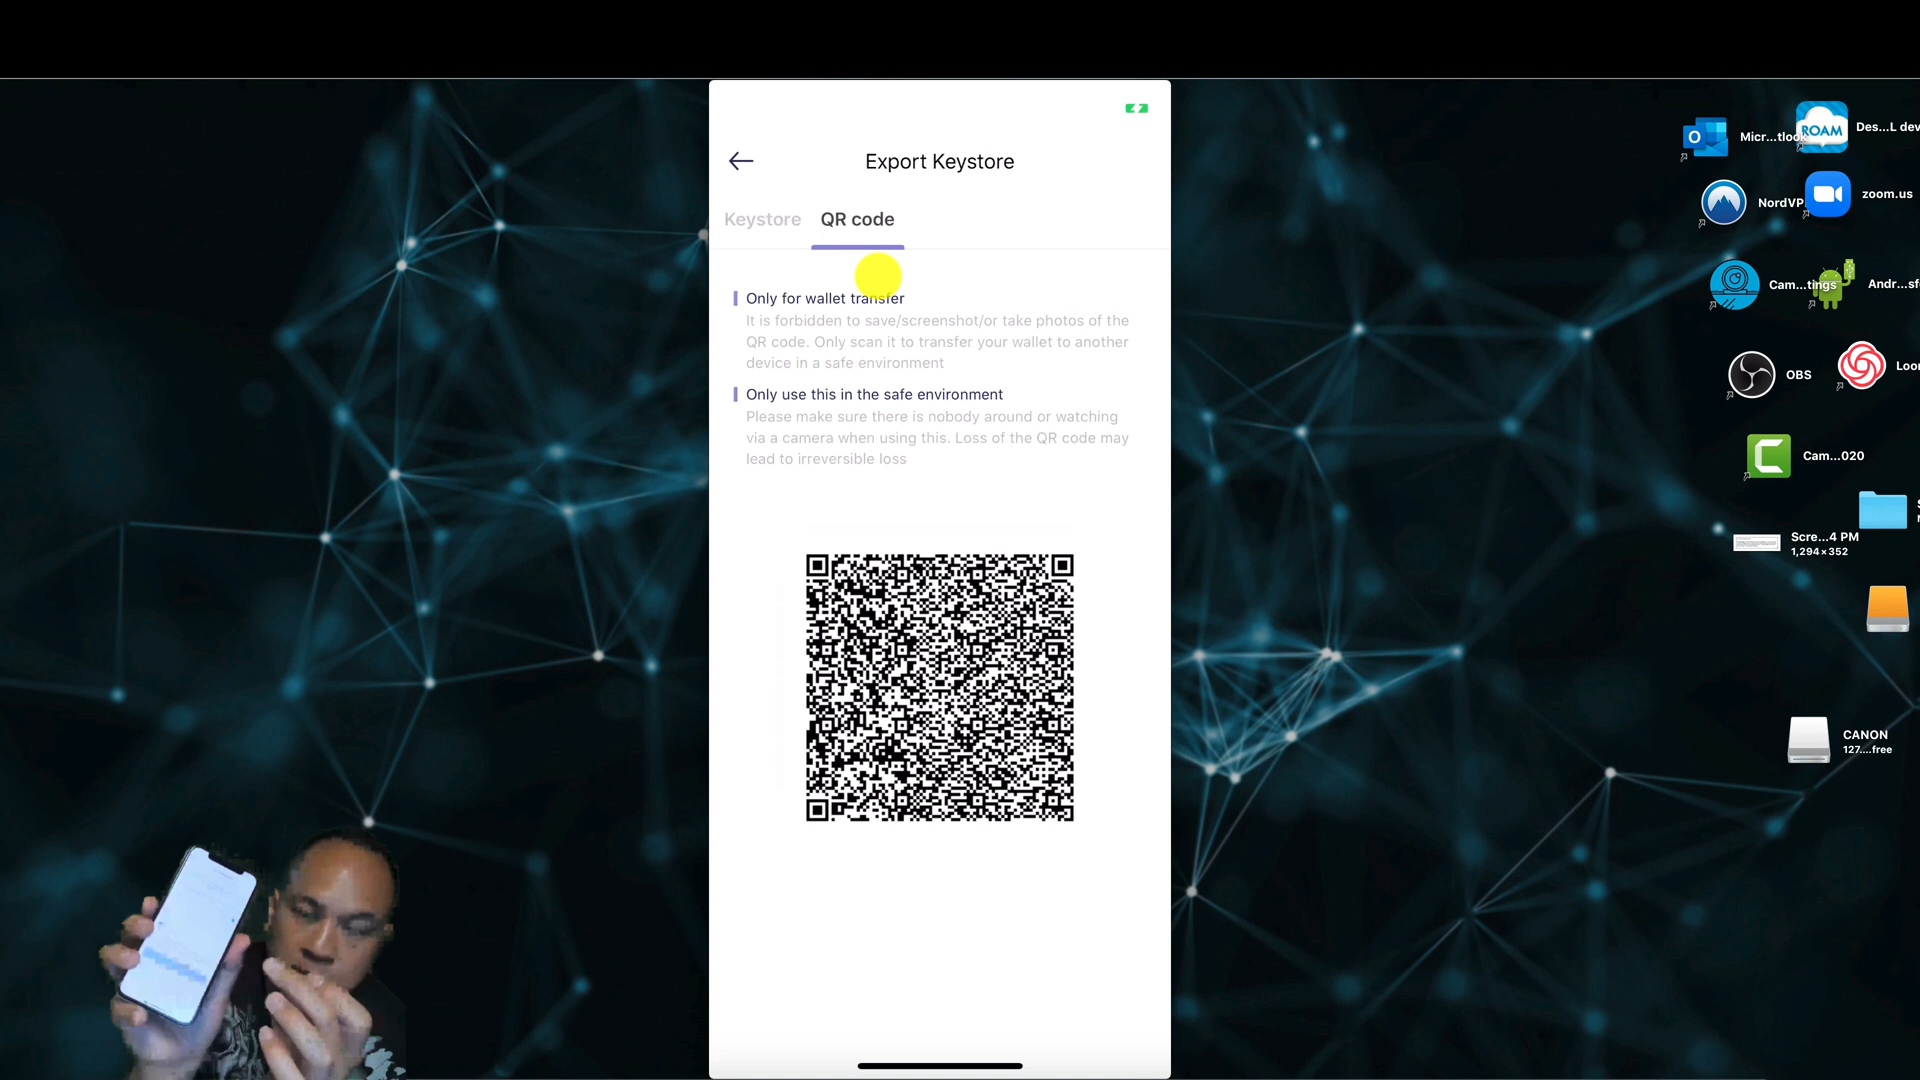 Export Keystore
Keystore QR code
Only for wallet transfer
It is forbidden to save/screenshot/or take photos of the
QR code. Only scan it to transfer your wallet to another
device in a safe environment
Only use this in the safe environment
Please make sure there is nobody around or watching
via a camera when using this. Loss of the QR code may
lead to irreversible loss
Micr...tlook
ROAM
Des...L dev
NordVP
zoom.us
Cam...tings
Andr...sf
OBS
Loo
Cam...020
Scre...4 PM
1,294×352
CANON
127....free